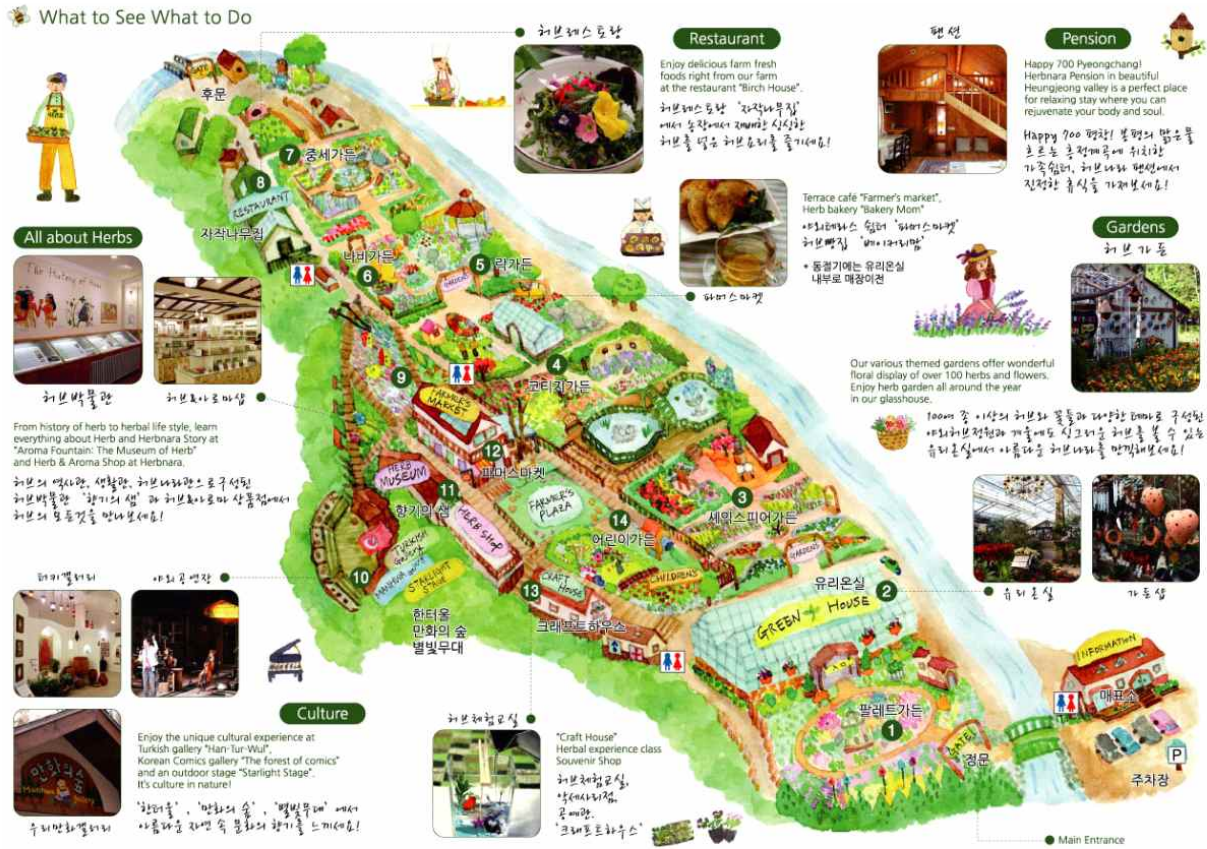 What to See What to Do
허브레스토랑
Restaurant
Enjoy delicious farm fresh
foods right from our farm
at the restaurant "Birch House".
허브레스토랑 '자작나무집'
에서 농장에서 재배한 싱싱한
허브를 넣은 허브요리를 즐기세요!
팬션
Pension
Happy 700 Pyeongchang!
Herbnara Pension in beautiful
Heungjeong valley is a perfect place
for relaxing stay where you can
rejuvenate your body and soul.
Happy 700 평창! 봉평의 맑은물
흐르는 흥정계곡에 위치한
가족쉼터, 허브나라 팬션에서
진정한 휴식을 가져보세요!
Terrace café "Farmer's market",
Herb bakery "Bakery Mom"
야외테라스 쉼터 '파머스마켓'
허브빵집 '베이커리맘'
* 동절기에는 유리온실
내부로 매장이전
파머스마켓
Gardens
허브가든
Our various themed gardens offer wonderful
floral display of over 100 herbs and flowers.
Enjoy herb garden all around the year
in our glasshouse.
100여 종 이상의 허브와 꽃들과 다양한 테마로 구성된
야외허브정원과 겨울에도 싱그러운 허브를 볼 수 있는
유리온실에서 아름다운 허브나라를 만끽해보세요!
유리온실
가든샵
All about Herbs
허브박물관
허브&아로마샵
From history of herb to herbal life style, learn
everything about Herb and Herbnara Story at
"Aroma Fountain: The Museum of Herb"
and Herb & Aroma Shop at Herbnara.
허브의 역사관, 생활관, 허브나라관으로 구성된
허브박물관 '향기의 샘'과 허브&아로마 상품점에서
허브의 모든것을 만나보세요!
터키갤러리
야외공연장
우리만화갤러리
만화의숲
Culture
Enjoy the unique cultural experience at
Turkish gallery "Han-Tur-Wul",
Korean Comics gallery "The forest of comics"
and an outdoor stage "Starlight Stage".
It's culture in nature!
'한터울', '만화의 숲', '별빛무대' 에서
아름다운 자연 속 문화의 향기를 느끼세요!
허브체험교실
"Craft House"
Herbal experience class
Souvenir Shop
허브체험교실,
악세사리점,
공예관,
'크래프트하우스'
GATE
후문
7
중세가든
8
RESTAURANT
자작나무집
나비가든
6
5
락가든
4
코티지가든
9
FARMER'S
MARKET
12
파머스마켓
HERB
MUSEUM
11
향기의 샘
HERB SHOP
FARMER'S
PLAZA
3
셰익스피어가든
14
어린이가든
CHILDREN'S
GARDENS
10
TURKISH
GALLERY
STARLIGHT
STAGE
한터울
만화의 숲
별빛무대
13
CRAFT
HOUSE
크래프트하우스
유리온실
2
GREEN HOUSE
팔레트가든
1
GATE
정문
INFORMATION
매표소
P
주차장
Main Entrance